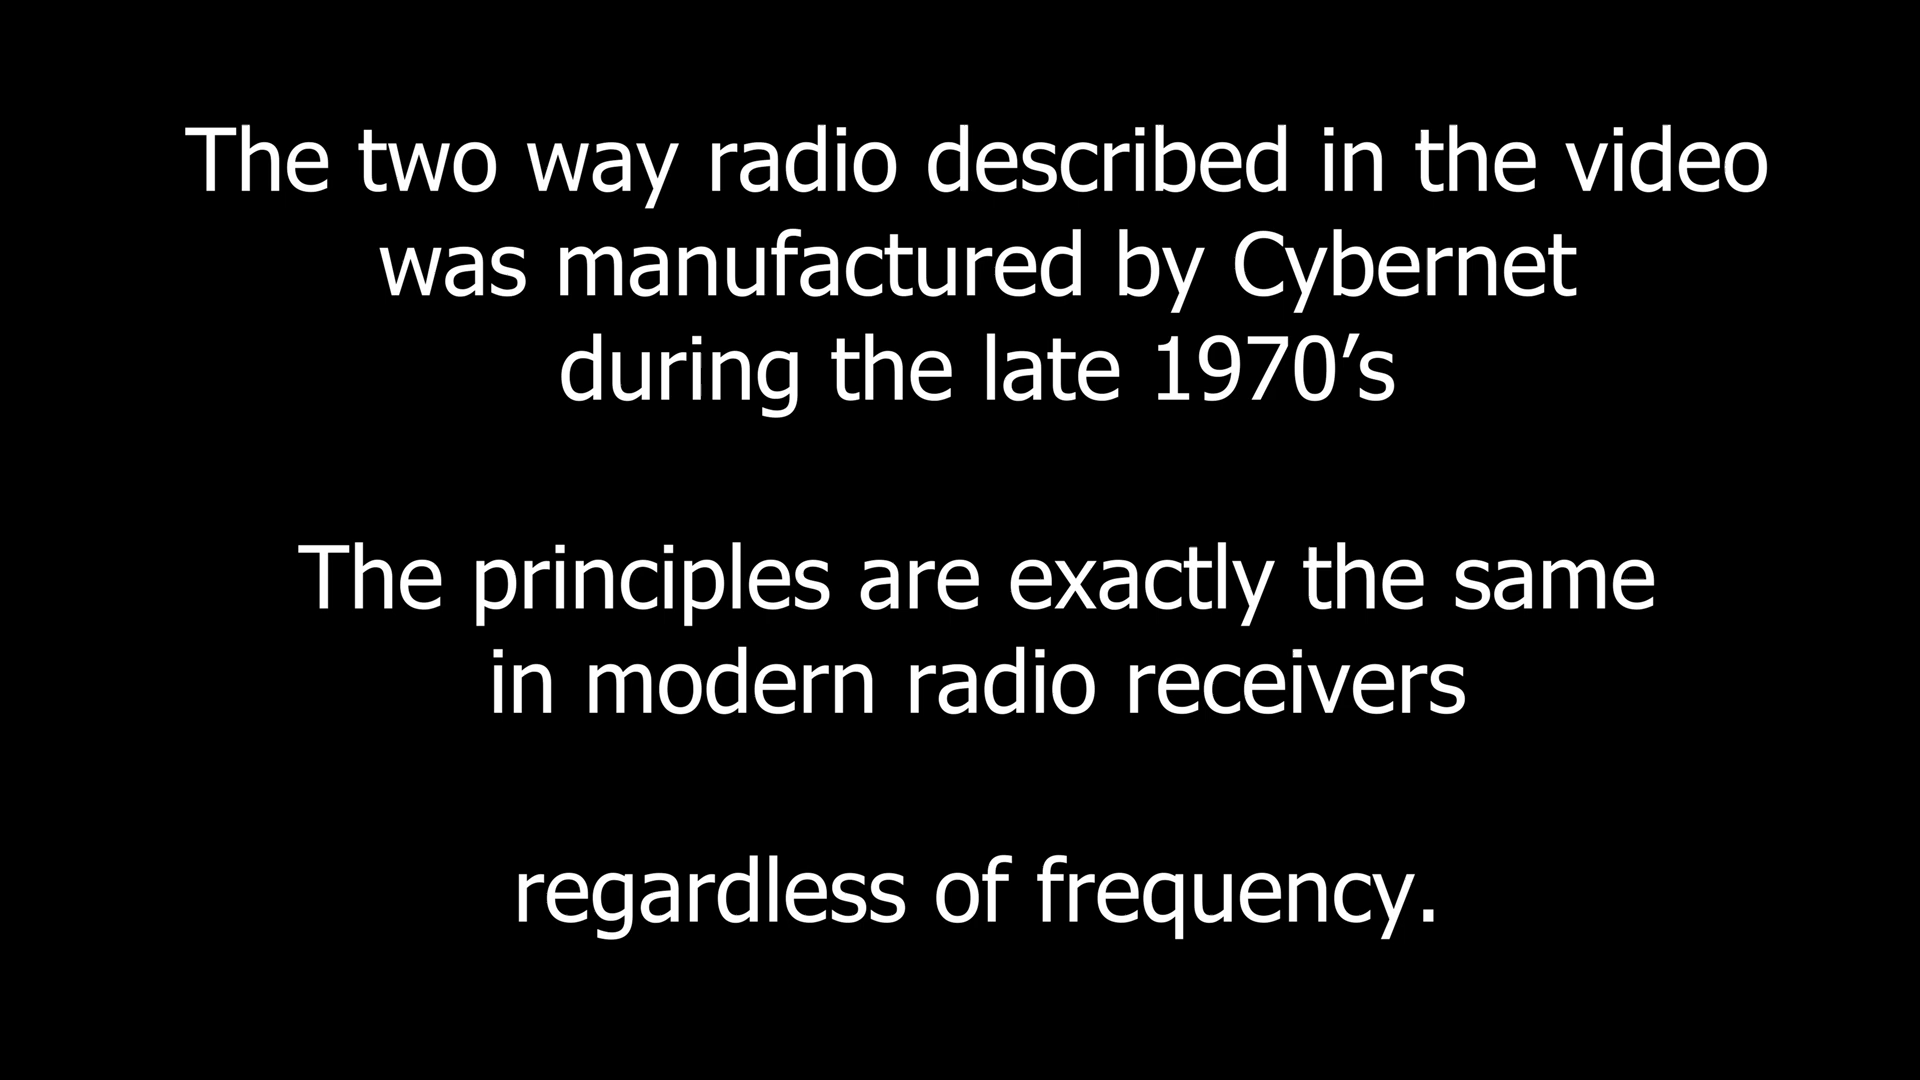 The two way radio described in the video
was manufactured by Cybernet
during the late 1970’s
The principles are exactly the same
in modern radio receivers
regardless of frequency.